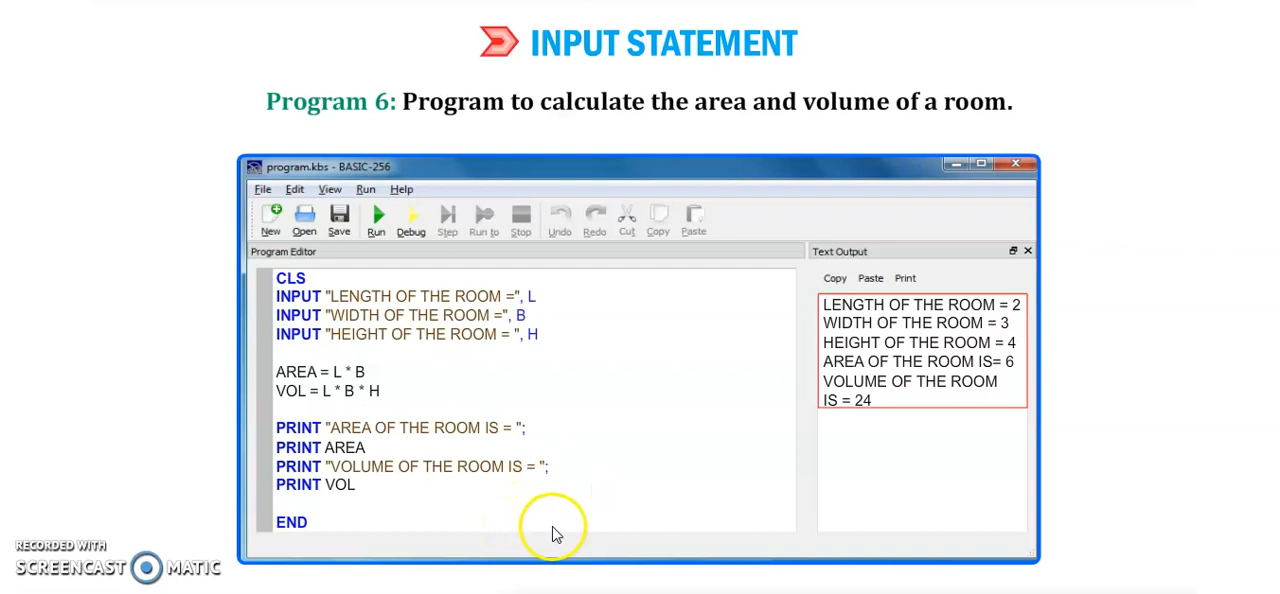 INPUT STATEMENT
Program 6: Program to calculate the area and volume of a room.
program.kbs - BASIC-256
File Edit View Run Help
New Open Save Run Debug Step Run to Stop Undo Redo Cut Copy Paste
Program Editor
Text Output
Copy Paste Print
CLS
INPUT "LENGTH OF THE ROOM =", L
INPUT "WIDTH OF THE ROOM =", B
INPUT "HEIGHT OF THE ROOM = ", H
AREA = L * B
VOL = L * B * H
PRINT "AREA OF THE ROOM IS = ";
PRINT AREA
PRINT "VOLUME OF THE ROOM IS = ";
PRINT VOL
END
LENGTH OF THE ROOM = 2
WIDTH OF THE ROOM = 3
HEIGHT OF THE ROOM = 4
AREA OF THE ROOM IS= 6
VOLUME OF THE ROOM
IS = 24
RECORDED WITH
SCREENCAST MATIC